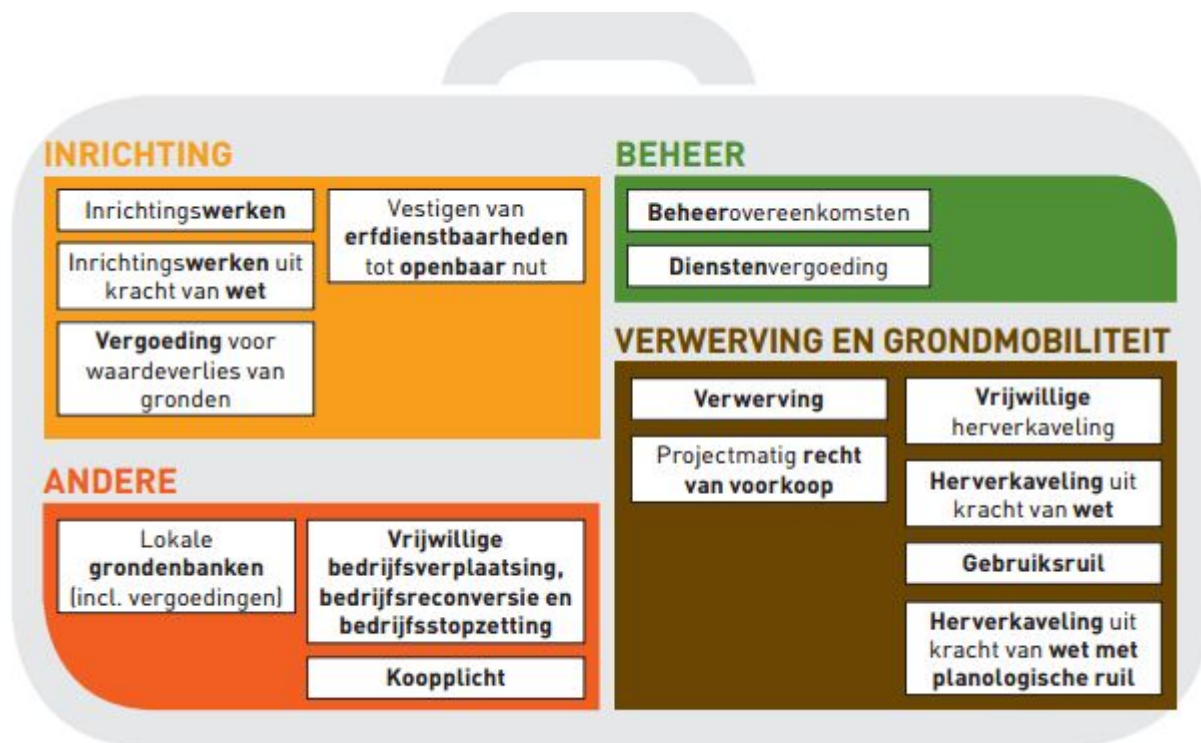 INRICHTING
Inrichtingswerken
Inrichtingswerken uit
kracht van wet
Vergoeding voor
waardeverlies van
gronden
Vestigen van
erfdienstbaarheden
tot openbaar nut
BEHEER
Beheerovereenkomsten
Dienstenvergoeding
ANDERE
Lokale
grondenbanken
(incl. vergoedingen)
Vrijwillige
bedrijfsverplaatsing,
bedrijfsreconversie en
bedrijfsstopzetting
Koopplicht
VERWERVING EN GRONDMOBILITEIT
Verwerving
Projectmatig recht
van voorkoop
Vrijwillige
herverkaveling
Herverkaveling uit
kracht van wet
Gebruiksruil
Herverkaveling uit
kracht van wet met
planologische ruil